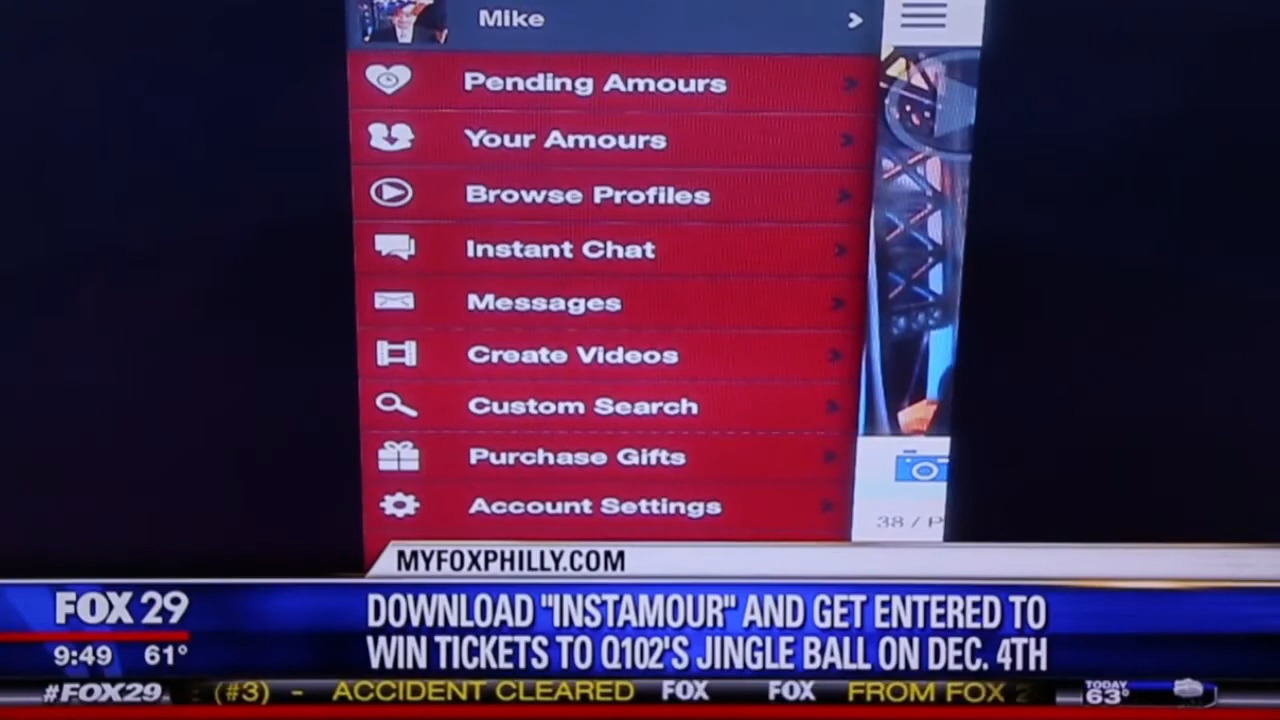 Mike
Pending Amours
Your Amours
Browse Profiles
Instant Chat
Messages
Create Videos
Custom Search
Purchase Gifts
Account Settings
38 / P
MYFOXPHILLY.COM
FOX 29
DOWNLOAD "INSTAMOUR" AND GET ENTERED TO
WIN TICKETS TO Q102'S JINGLE BALL ON DEC. 4TH
9:49 61°
#FOX29 (#3) - ACCIDENT CLEARED FOX FOX FROM FOX 2
TODAY
63°